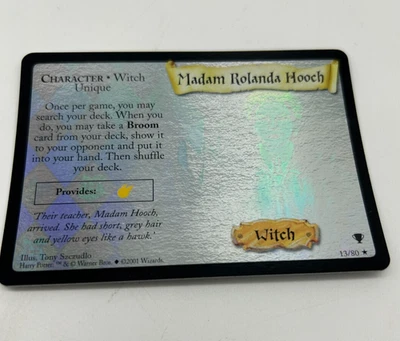 Madam Rolanda Hooch
CHARACTER • Witch
Unique
Once per game, you may
search your deck. When you
do, you may take a Broom
card from your deck, show it
to your opponent and put it
into your hand. Then shuffle
your deck.
Provides:
'Their teacher, Madam Hooch,
arrived. She had short, grey hair
and yellow eyes like a hawk.'
Illus. Tony Szczudlo
Harry Potter ™ & © Warner Bros. ◆ ©2001 Wizards.
Witch
13/80 ★